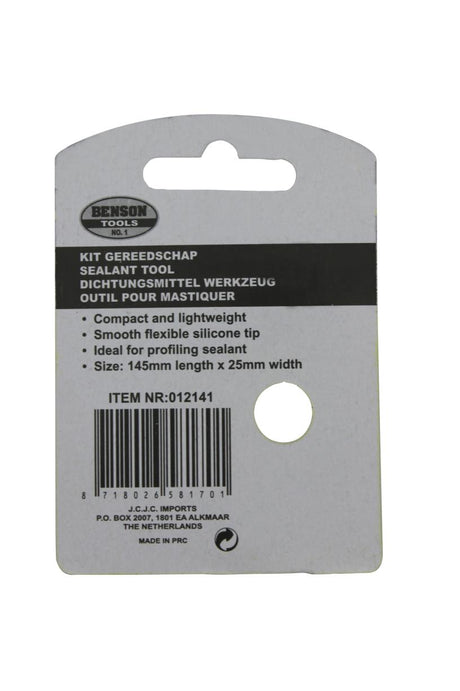 BENSON
TOOLS
NO. 1
KIT GEREEDSCHAP
SEALANT TOOL
DICHTUNGSMITTEL WERKZEUG
OUTIL POUR MASTIQUER
• Compact and lightweight
• Smooth flexible silicone tip
• Ideal for profiling sealant
• Size: 145mm length x 25mm width
ITEM NR:012141
8 718026 581701
J.C.J.C. IMPORTS
P.O. BOX 2007, 1801 EA ALKMAAR
THE NETHERLANDS
MADE IN PRC